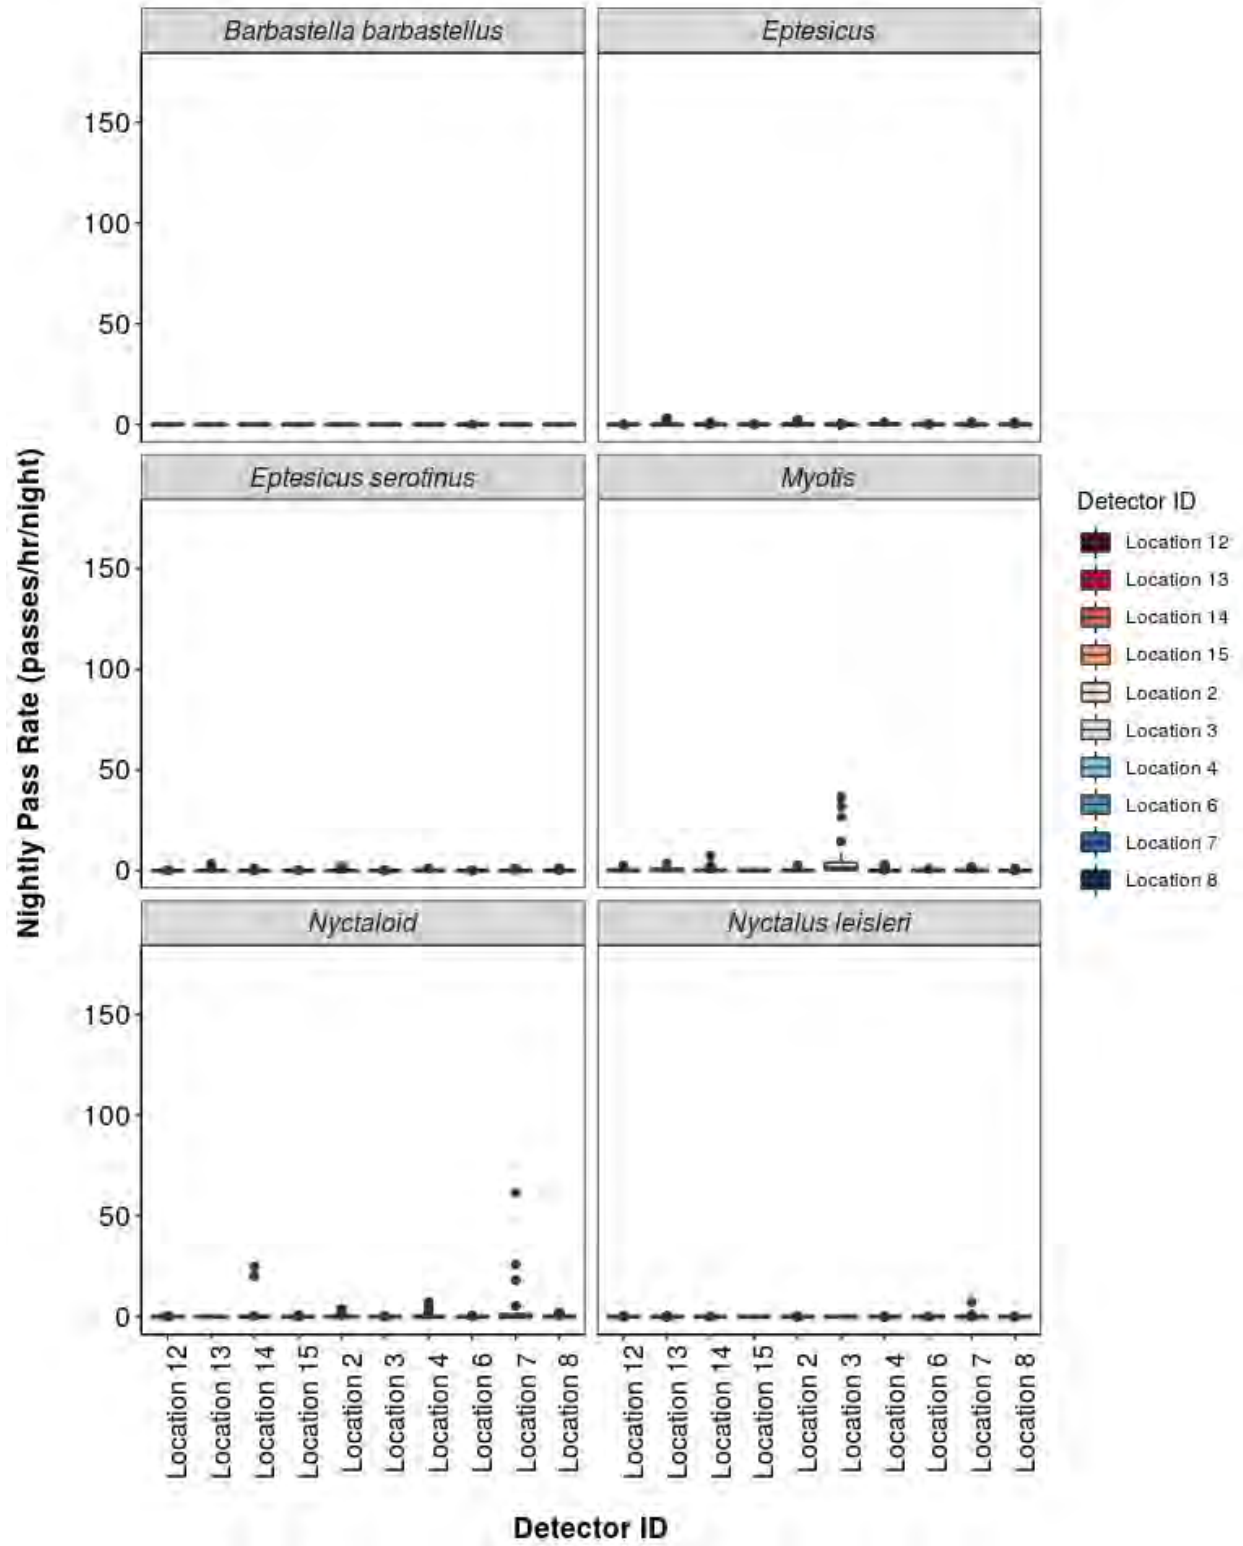 Barbastella barbastellus
Eptesicus
150
100
50
0
Eptesicus serotinus
Myotis
150
100
50
0
Nyctaloid
Nyctalus leisleri
150
100
50
0
Location 12
Location 13
Location 14
Location 15
Location 2
Location 3
Location 4
Location 6
Location 7
Location 8
Location 12
Location 13
Location 14
Location 15
Location 2
Location 3
Location 4
Location 6
Location 7
Location 8
Detector ID
Nightly Pass Rate (passes/hr/night)
Detector ID
Location 12
Location 13
Location 14
Location 15
Location 2
Location 3
Location 4
Location 6
Location 7
Location 8